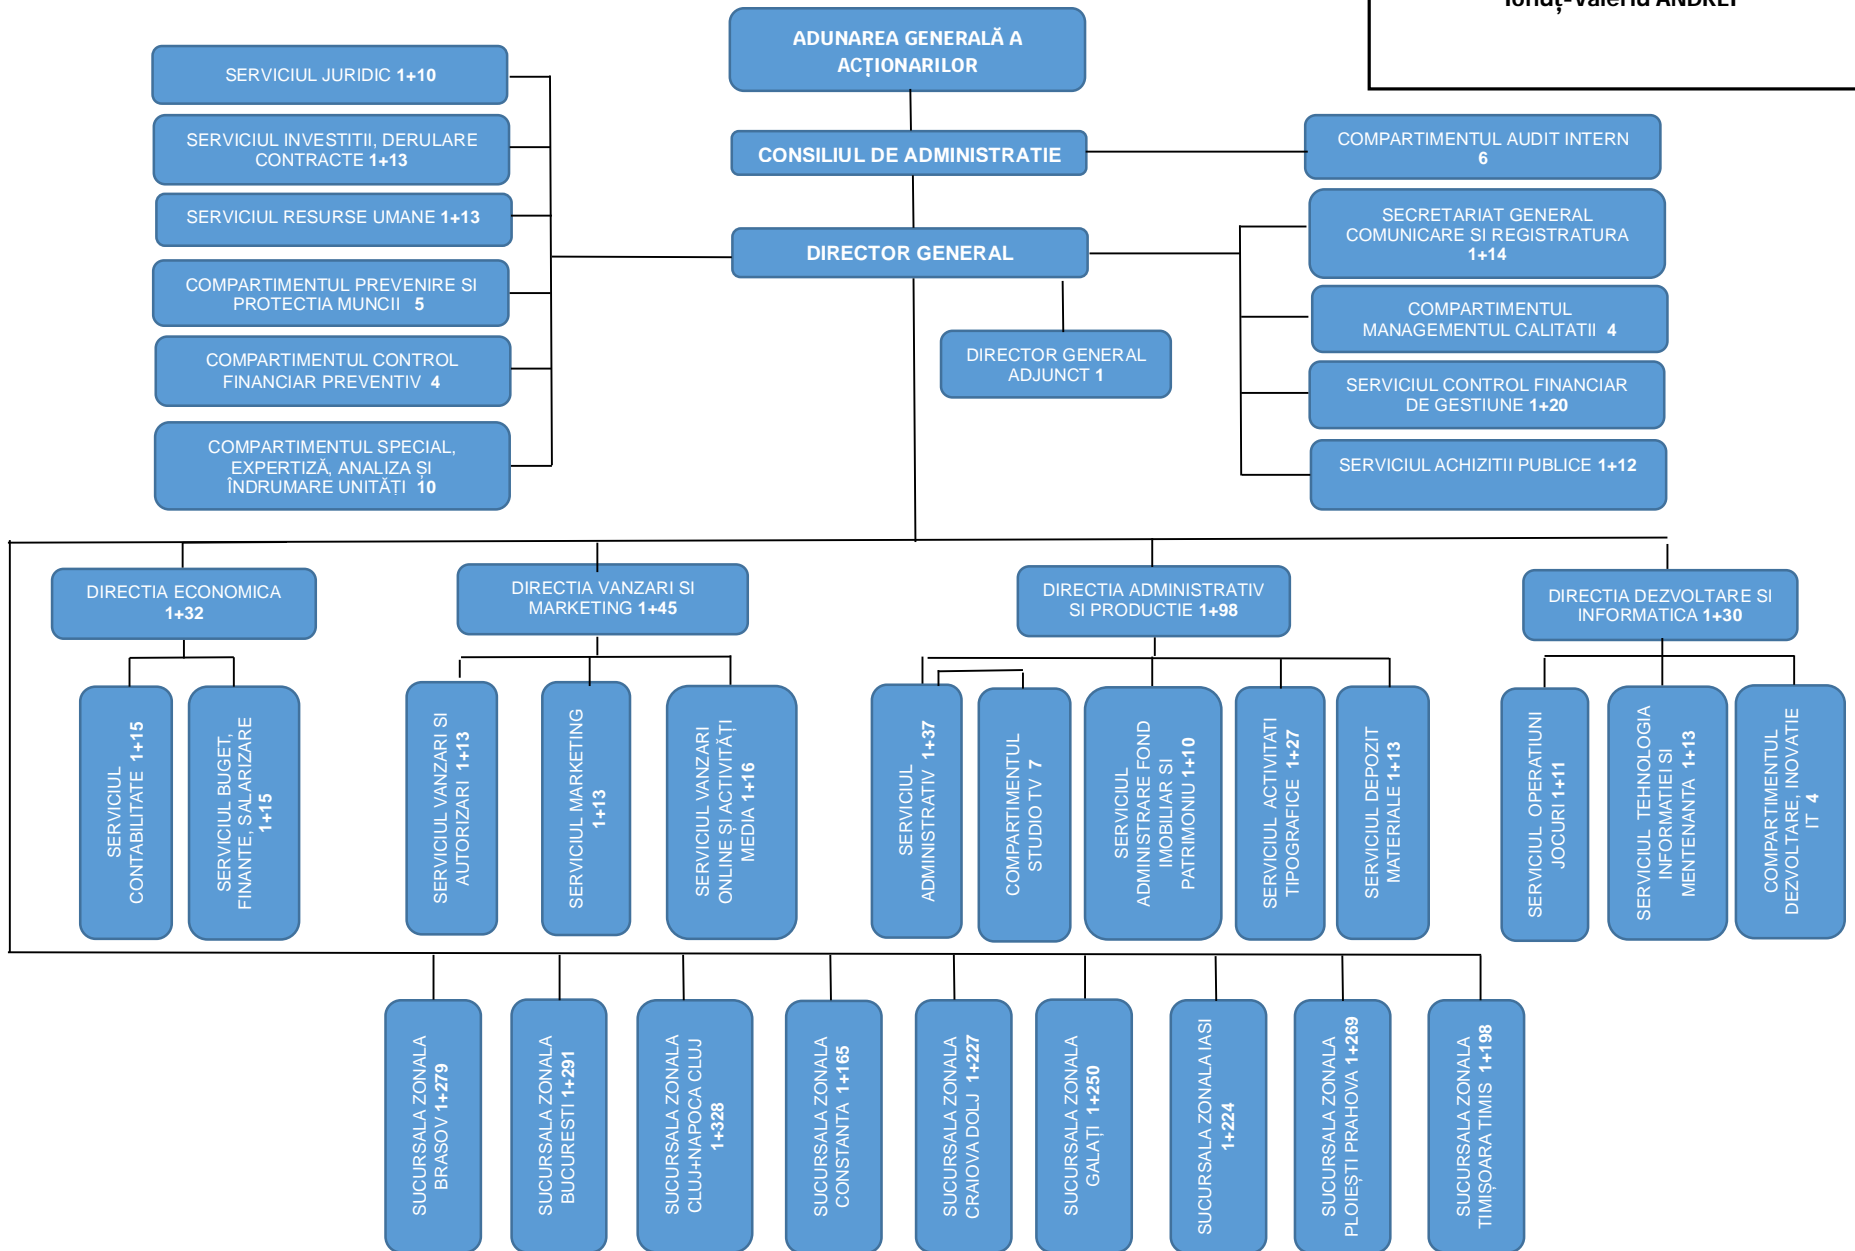 Ionuț-Valeriu ANDREI
ADUNAREA GENERALĂ A
ACȚIONARILOR
CONSILIUL DE ADMINISTRATIE
DIRECTOR GENERAL
DIRECTOR GENERAL
ADJUNCT 1
SERVICIUL JURIDIC 1+10
SERVICIUL INVESTITII, DERULARE
CONTRACTE 1+13
SERVICIUL RESURSE UMANE 1+13
COMPARTIMENTUL PREVENIRE SI
PROTECTIA MUNCII 5
COMPARTIMENTUL CONTROL
FINANCIAR PREVENTIV 4
COMPARTIMENTUL SPECIAL,
EXPERTIZĂ, ANALIZA ȘI
ÎNDRUMARE UNITĂȚI 10
COMPARTIMENTUL AUDIT INTERN
6
SECRETARIAT GENERAL
COMUNICARE SI REGISTRATURA
1+14
COMPARTIMENTUL
MANAGEMENTUL CALITATII 4
SERVICIUL CONTROL FINANCIAR
DE GESTIUNE 1+20
SERVICIUL ACHIZITII PUBLICE 1+12
DIRECTIA ECONOMICA
1+32
DIRECTIA VANZARI SI
MARKETING 1+45
DIRECTIA ADMINISTRATIV
SI PRODUCTIE 1+98
DIRECTIA DEZVOLTARE SI
INFORMATICA 1+30
SERVICIUL
CONTABILITATE 1+15
SERVICIUL BUGET,
FINANTE, SALARIZARE
1+15
SERVICIUL VANZARI SI
AUTORIZARI 1+13
SERVICIUL MARKETING
1+13
SERVICIUL VANZARI
ONLINE ȘI ACTIVITĂȚI
MEDIA 1+16
SERVICIUL
ADMINISTRATIV 1+37
COMPARTIMENTUL
STUDIO TV 7
SERVICIUL
ADMINISTRARE FOND
IMOBILIAR SI
PATRIMONIU 1+10
SERVICIUL ACTIVITATI
TIPOGRAFICE 1+27
SERVICIUL DEPOZIT
MATERIALE 1+13
SERVICIUL OPERATIUNI
JOCURI 1+11
SERVICIUL TEHNOLOGIA
INFORMATIEI SI
MENTENANTA 1+13
COMPARTIMENTUL
DEZVOLTARE, INOVATIE
IT 4
SUCURSALA ZONALA
BRASOV 1+279
SUCURSALA ZONALA
BUCURESTI 1+291
SUCURSALA ZONALA
CLUJ+NAPOCA CLUJ
1+328
SUCURSALA ZONALA
CONSTANTA 1+165
SUCURSALA ZONALA
CRAIOVA DOLJ 1+227
SUCURSALA ZONALA
GALAȚI 1+250
SUCURSALA ZONALA IASI
1+224
SUCURSALA ZONALA
PLOIEȘTI PRAHOVA 1+269
SUCURSALA ZONALA
TIMIȘOARA TIMIS 1+198